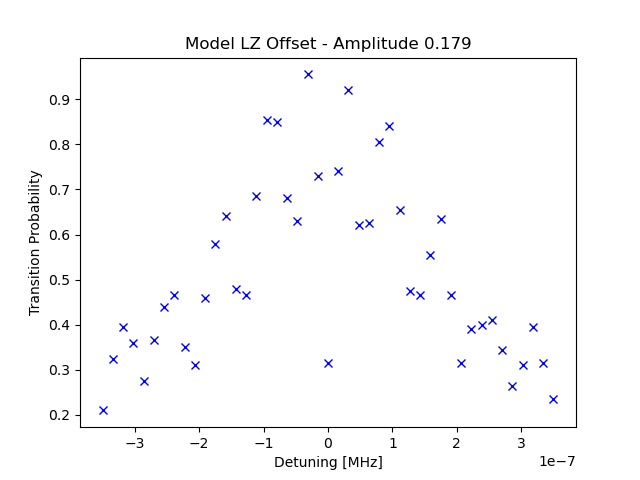 Model LZ Offset - Amplitude 0.179
Transition Probability
0.9
0.8
0.7
0.6
0.5
0.4
0.3
0.2
−3 −2 −1 0 1 2 3
1e−7
Detuning [MHz]